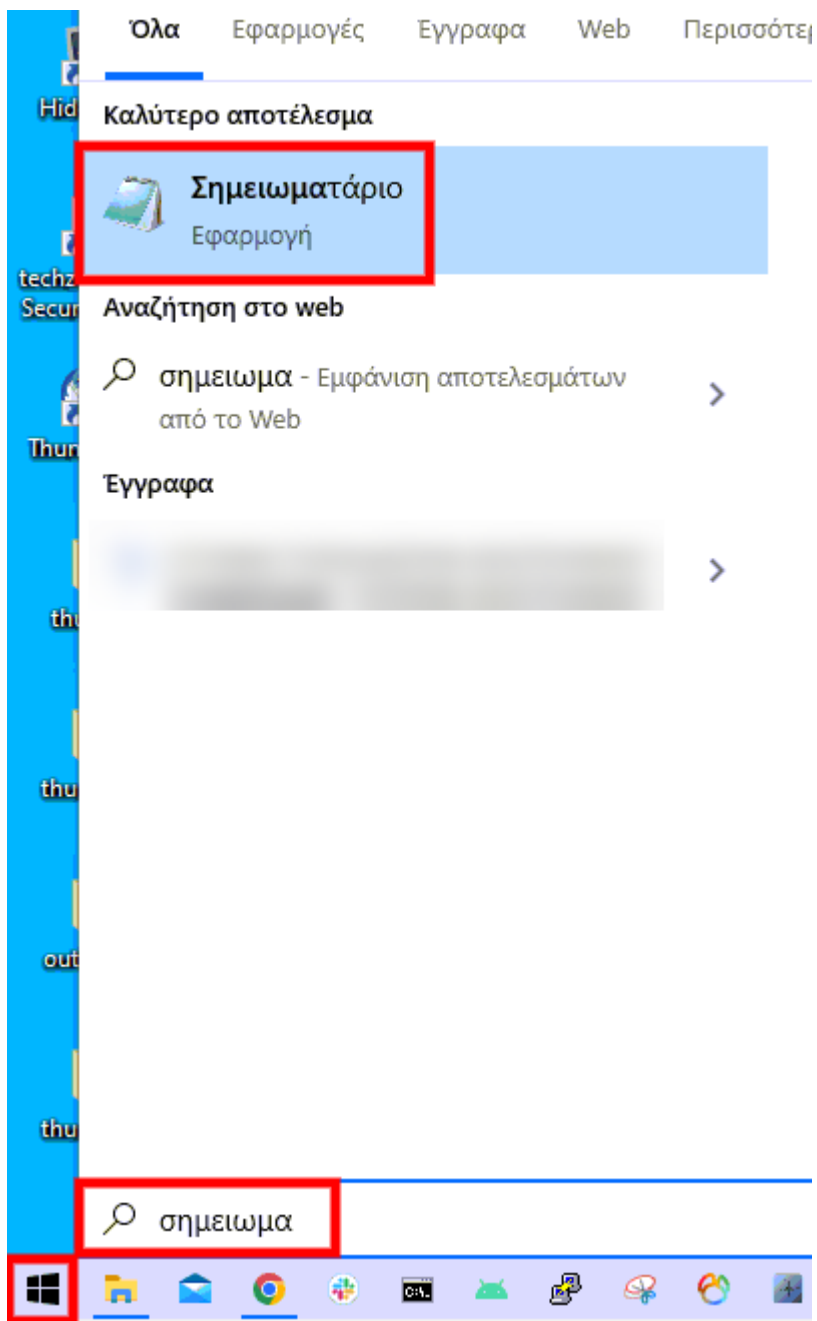 Όλα Εφαρμογές Έγγραφα Web
Hid
Καλύτερο αποτέλεσμα
Σημειωματάριο
Εφαρμογή
techz
Secur
Αναζήτηση στο web
σημειωμα - Εμφάνιση αποτελεσμάτων
από το Web
Thun
Έγγραφα
thu
thu
out
thu
σημειωμα
C:\.